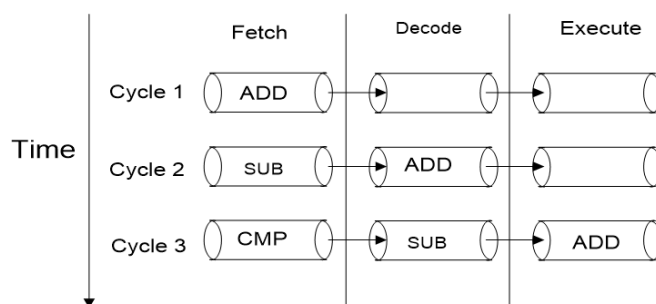 Fetch Decode Execute
Cycle 1 ADD
Time
Cycle 2 SUB ADD
Cycle 3 CMP SUB ADD